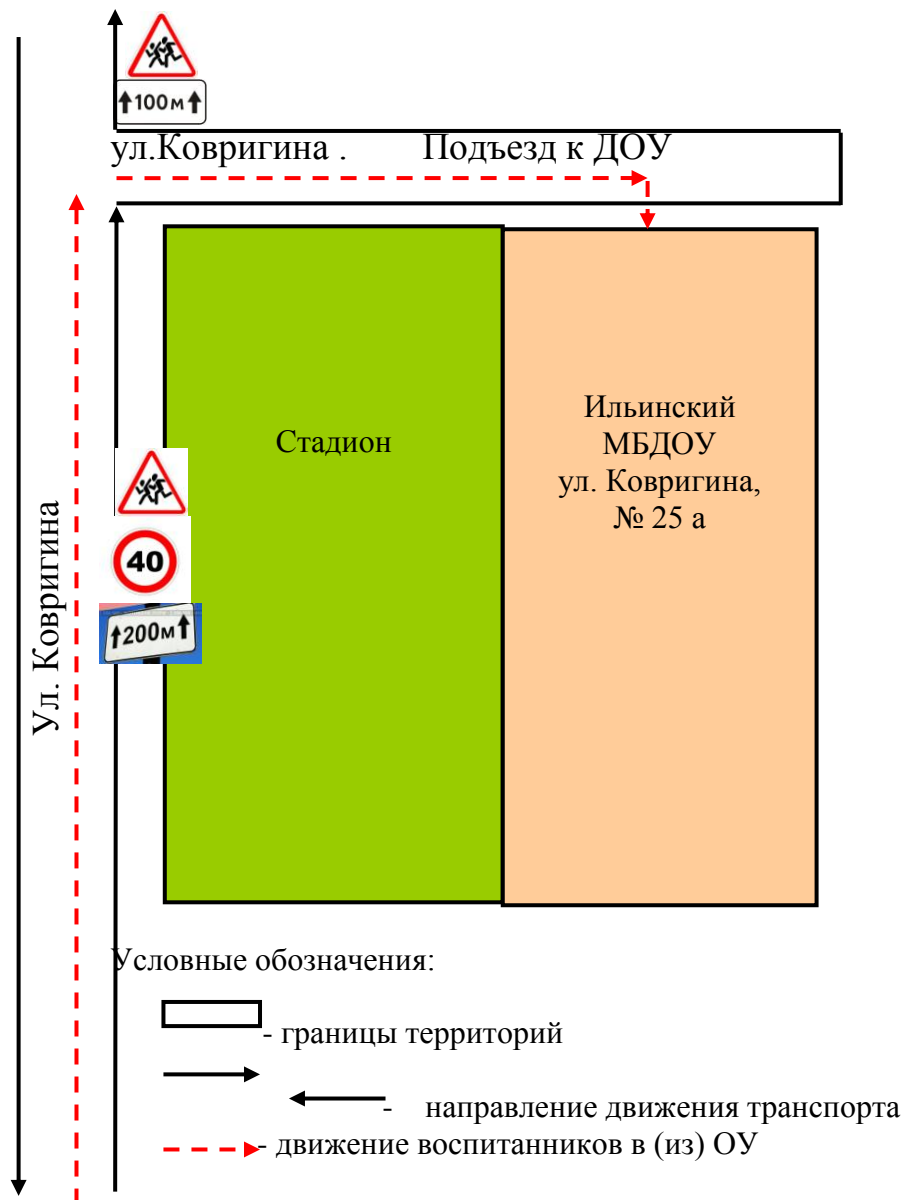 ↑100м↑
ул.Ковригина . Подъезд к ДОУ
Стадион
Ильинский
МБДОУ
ул. Ковригина,
№ 25 а
40
↑200м↑
Ул. Ковригина
Условные обозначения:
- границы территорий
- направление движения транспорта
- движение воспитанников в (из) ОУ